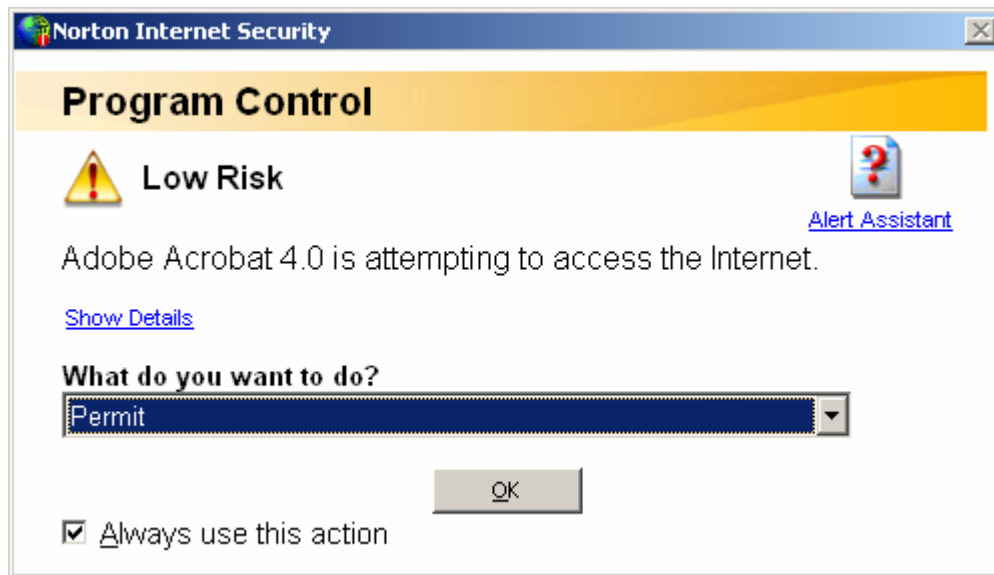 Norton Internet Security
Program Control
Low Risk
Alert Assistant
Adobe Acrobat 4.0 is attempting to access the Internet.
Show Details
What do you want to do?
Permit
OK
Always use this action